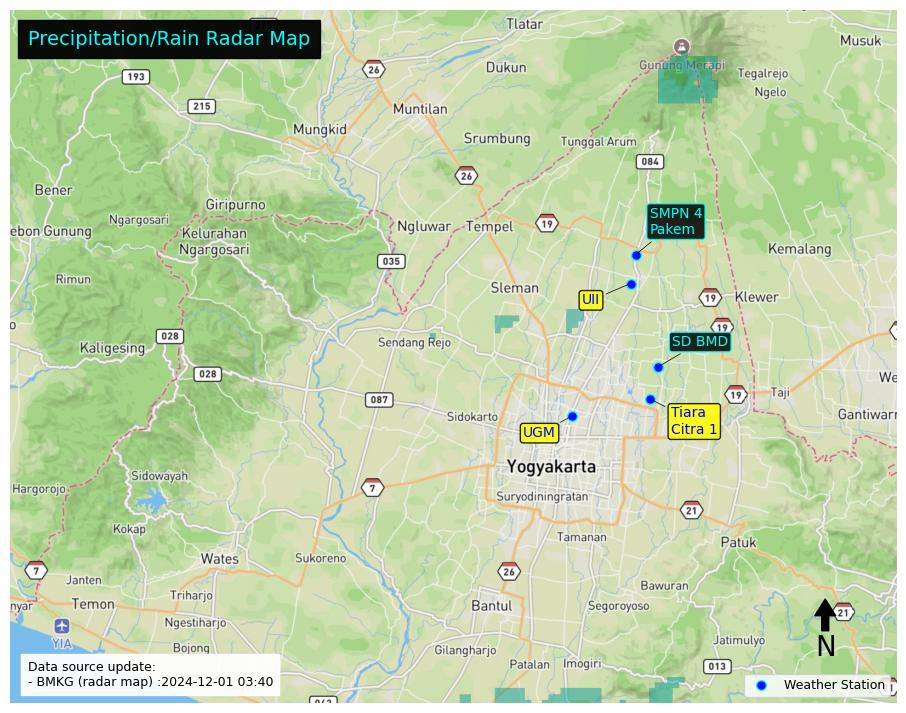 Precipitation/Rain Radar Map
Tlatar
Musuk
26
193
Dukun
Gunung Merapi
Tegalrejo
Ngelo
215
Muntilan
Mungkid
Srumbung
Tunggal Arum
084
26
Bener
Giripurno
Ngargosari
ebon Gunung
Kelurahan
Ngargosari
Ngluwar
Tempel
19
SMPN 4
Pakem
Kemalang
035
Rimun
Sleman
UII
19
Klewer
19
028
Kaligesing
Sendang Rejo
SD BMD
028
087
Sidokarto
19
Taji
We
Gantiwarn
Tiara
Citra 1
UGM
Yogyakarta
Sidowayah
Hargorojo
7
Suryodiningratan
21
Kokap
Tamanan
Patuk
Wates
Sukoreno
7
26
Janten
Bawuran
Triharjo
nyar
Temon
Bantul
Segoroyoso
21
Ngestiharjo
YIA
N
Bojong
Gilangharjo
Jatimulyo
Patalan
Imogiri
013
Data source update:
- BMKG (radar map) :2024-12-01 03:40
Weather Station